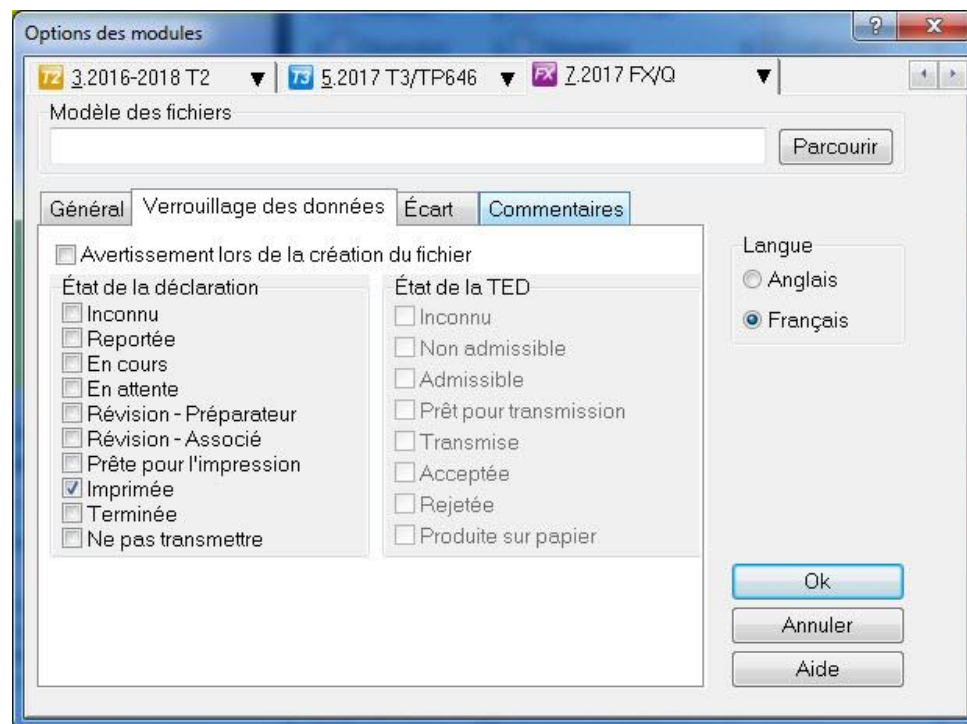 Options des modules
T2 3.2016-2018 T2 T3 5.2017 T3/TP646 FX 7.2017 FX/Q
Modèle des fichiers
Parcourir
Général Verrouillage des données Écart Commentaires
Avertissement lors de la création du fichier
État de la déclaration
Inconnu
Reportée
En cours
En attente
Révision - Préparateur
Révision - Associé
Prête pour l'impression
Imprimée
Terminée
Ne pas transmettre
État de la TED
Inconnu
Non admissible
Admissible
Prêt pour transmission
Transmise
Acceptée
Rejetée
Produite sur papier
Langue
Anglais
Français
Ok
Annuler
Aide